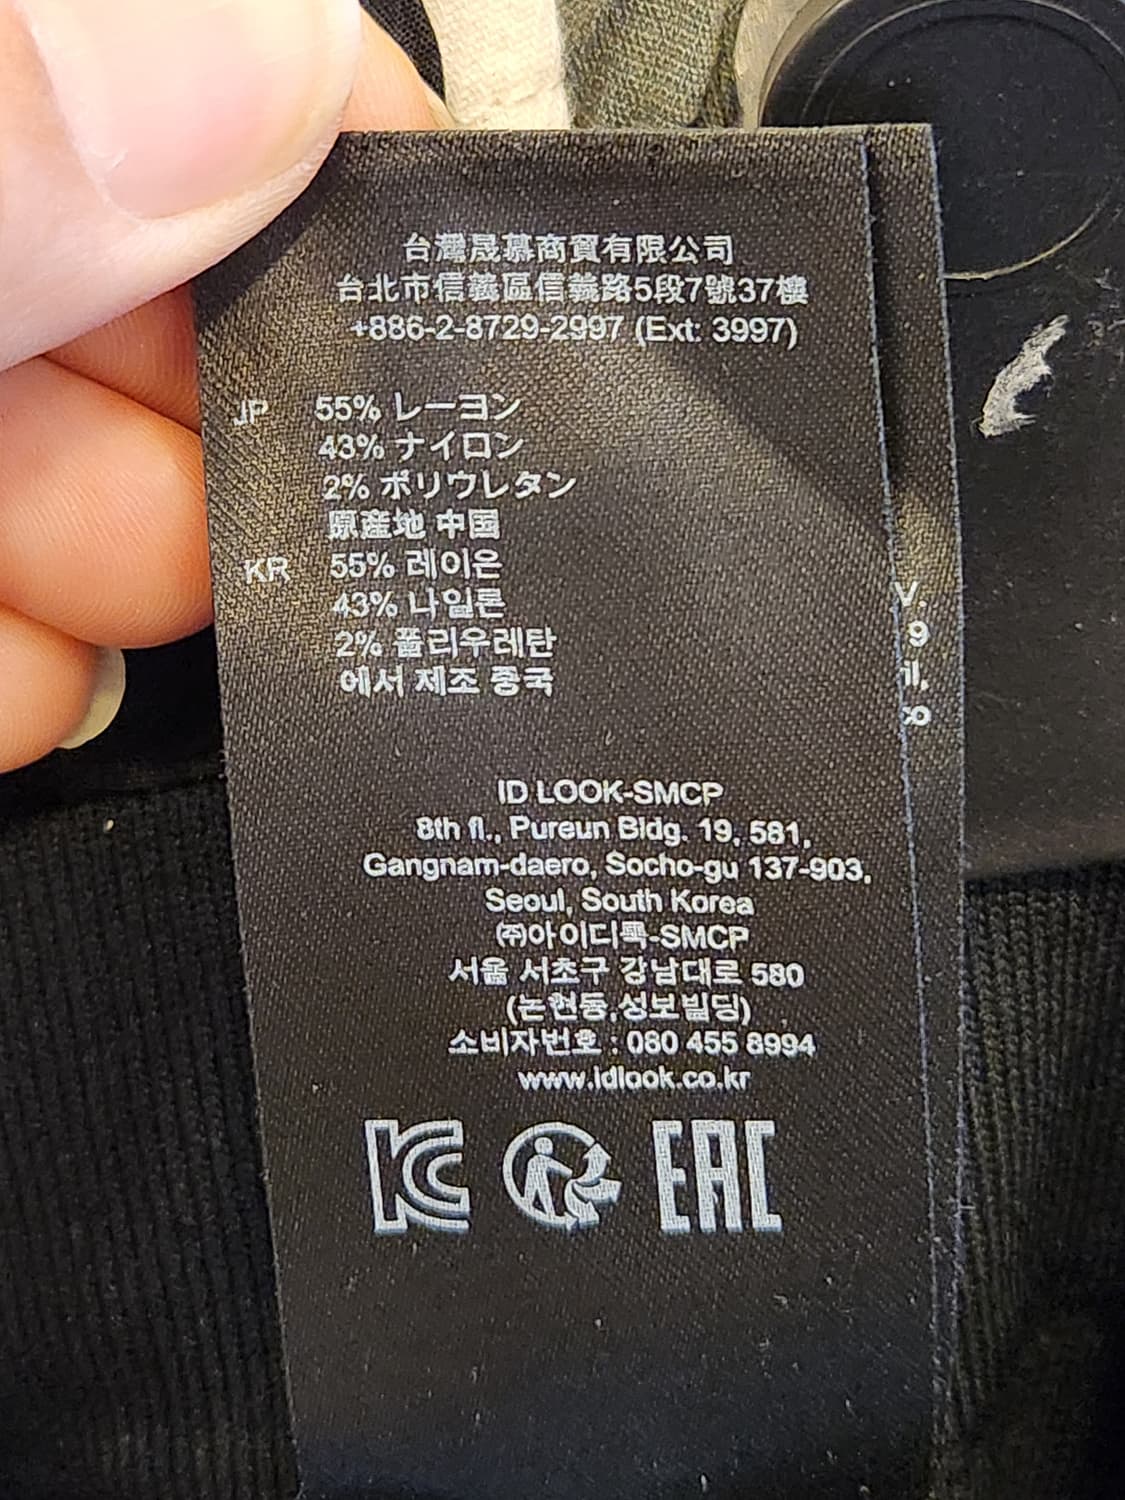 台灣晟慕商貿有限公司
台北市信義區信義路5段7號37樓
+886-2-8729-2997 (Ext: 3997)
JP 55% レーヨン
43% ナイロン
2% ポリウレタン
原産地 中国
KR 55% 레이온
43% 나일론
2% 폴리우레탄
에서 제조 중국
V.
9
8
ID LOOK-SMCP
8th fl., Pureun Bldg. 19, 581,
Gangnam-daero, Socho-gu 137-903,
Seoul, South Korea
㈜아이디룩-SMCP
서울 서초구 강남대로 580
(논현동,성보빌딩)
소비자번호 : 080 455 8994
www.idlook.co.kr
KC EAC